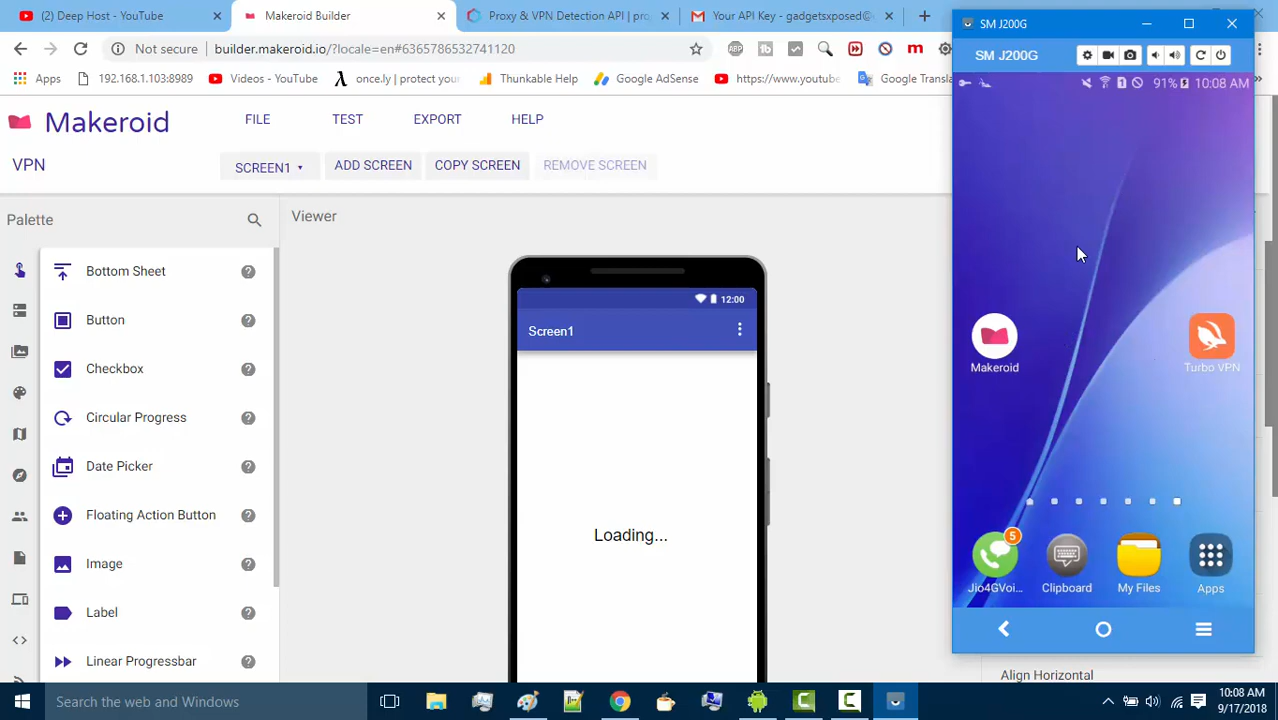 (2) Deep Host - YouTube
Makeroid Builder
Proxy & VPN Detection API | pro
Your API Key - gadgetsxposed@
SM J200G
Not secure
builder.makeroid.io/?locale=en#6365786532741120
SM J200G
Apps
192.168.1.103:8989
Videos - YouTube
once.ly | protect your
Thunkable Hill
Google AdSense
https://www.youtube
Google Transla
91%
10:08 AM
Makeroid
FILE
TEST
EXPORT
HELP
VPN
SCREEN1
ADD SCREEN
COPY SCREEN
REMOVE SCREEN
Palette
Viewer
Bottom Sheet
Button
Checkbox
Circular Progress
Date Picker
Floating Action Button
Image
Label
Linear Progressbar
12:00
Screen1
Loading...
Makeroid
Turbo VPN
5
Jio4GVoi...
Clipboard
My Files
Apps
Align Horizontal
Search the web and Windows
10:08 AM
9/17/2018